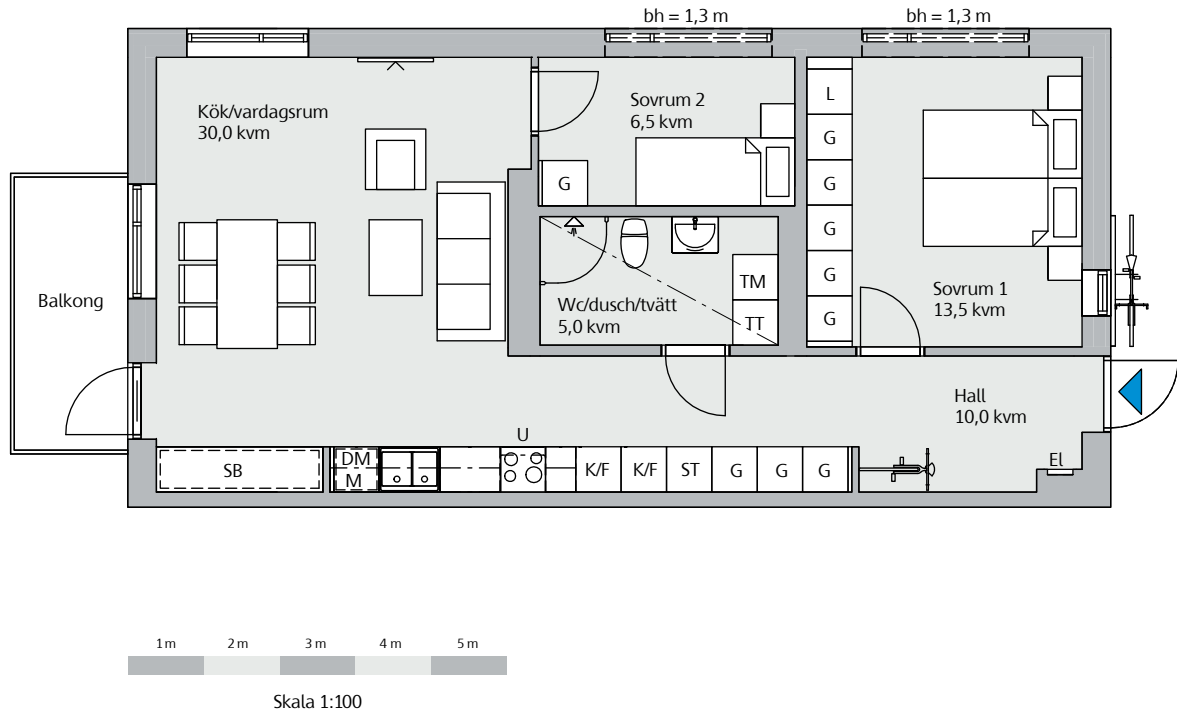 bh = 1,3 m
bh = 1,3 m
Kök/vardagsrum
30,0 kvm
Sovrum 2
6,5 kvm
L
G
G
G
G
G
G
Balkong
TM
TT
Wc/dusch/tvätt
5,0 kvm
Sovrum 1
13,5 kvm
Hall
10,0 kvm
U
SB
DM
M
K/F
K/F
ST
G
G
G
El
1 m
2 m
3 m
4 m
5 m
Skala 1:100